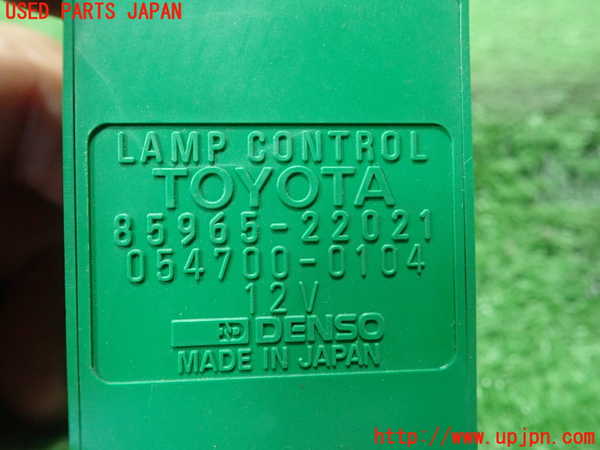 USED PARTS JAPAN
LAMP CONTROL
TOYOTA
85965-22021
054700-0104
12V
ND DENSO
MADE IN JAPAN
http://www.upjpn.com/